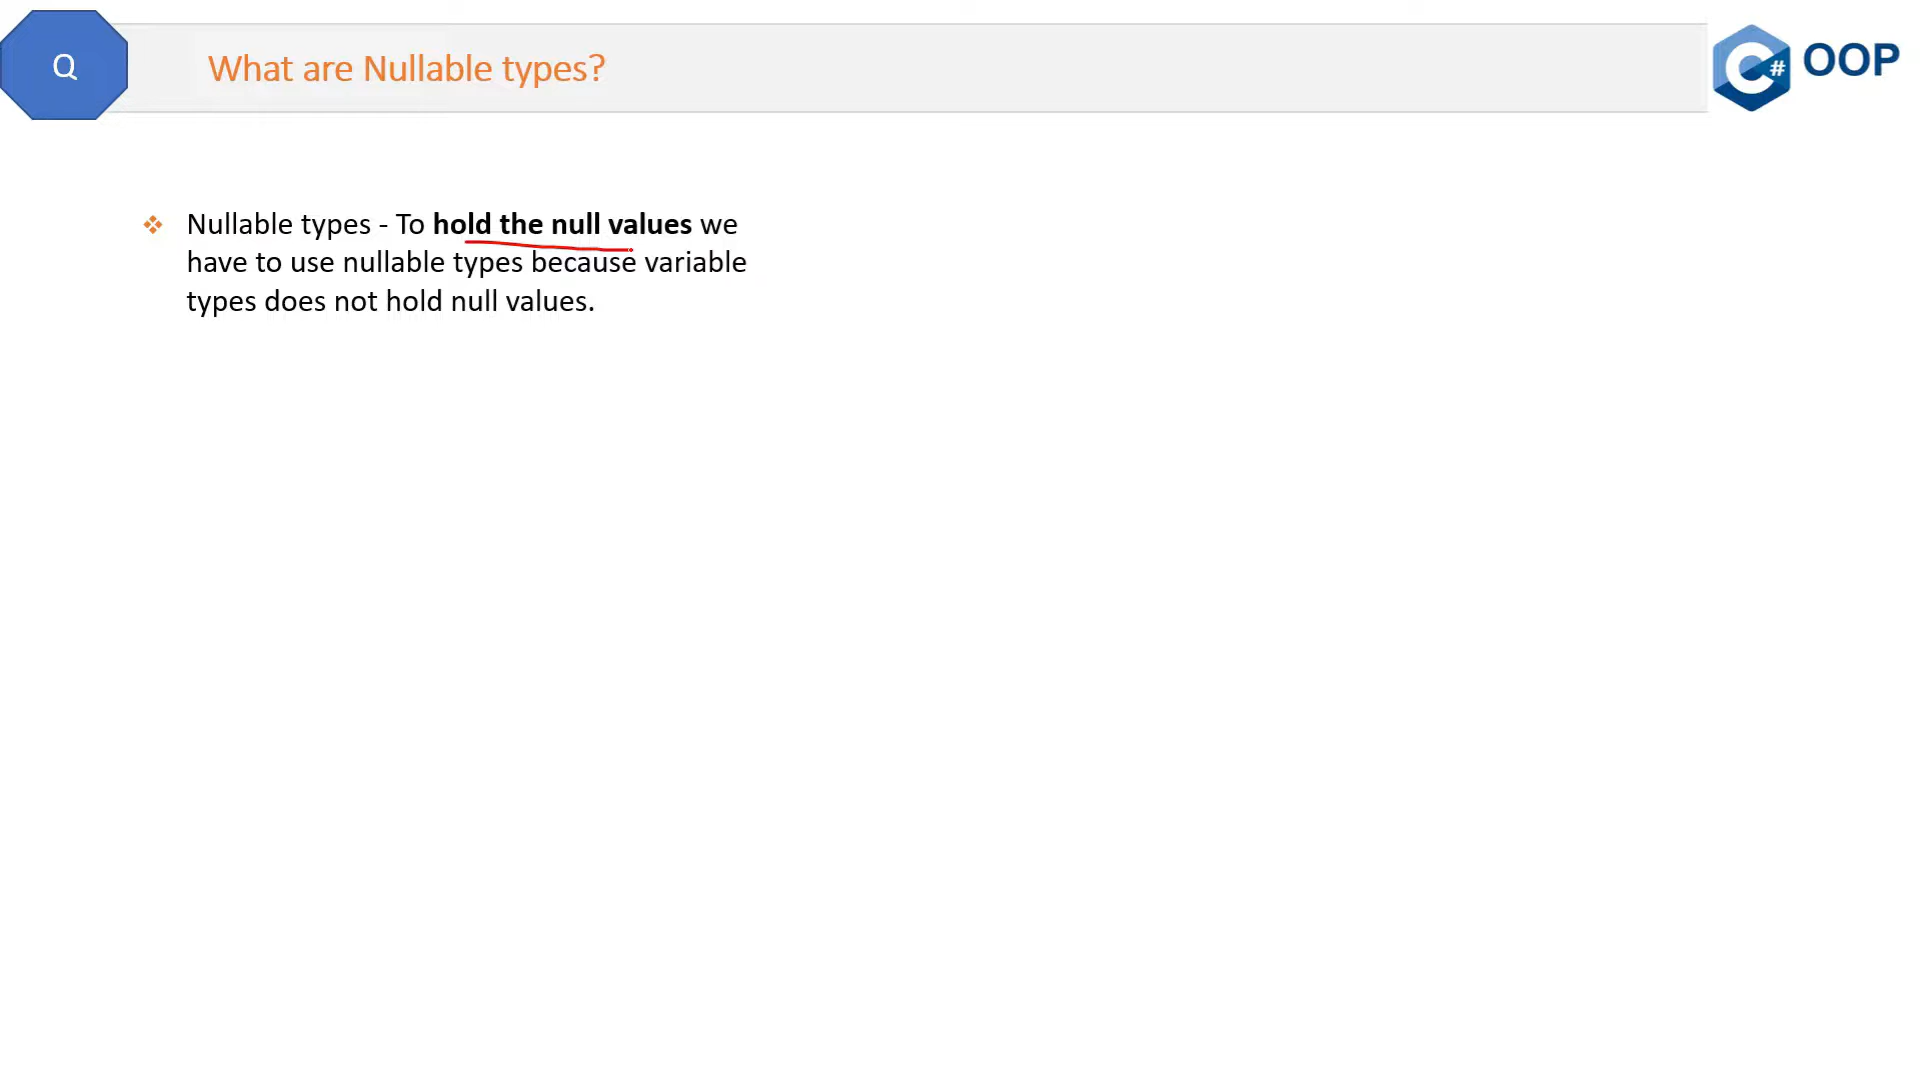 Q
What are Nullable types?
C# OOP
❖ Nullable types - To hold the null values we
have to use nullable types because variable
types does not hold null values.